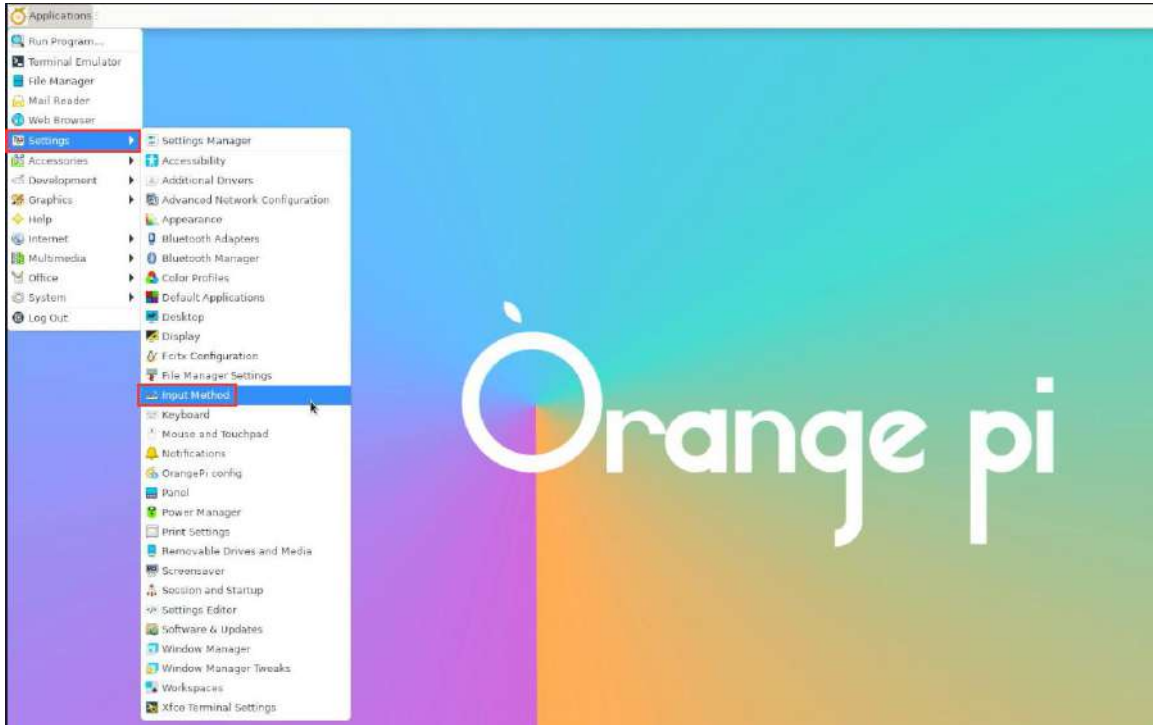 Applications
Run Program...
Terminal Emulator
File Manager
Mail Reader
Web Browser
Settings
Accessories
Development
Graphics
Help
Internet
Multimedia
Office
System
Log Out
Settings Manager
Accessibility
Additional Drivers
Advanced Network Configuration
Appearance
Bluetooth Adapters
Bluetooth Manager
Color Profiles
Default Applications
Desktop
Display
Fcitx Configuration
File Manager Settings
Input Method
Keyboard
Mouse and Touchpad
Notifications
OrangePi config
Panel
Power Manager
Print Settings
Removable Drives and Media
Screensaver
Session and Startup
Settings Editor
Software & Updates
Window Manager
Window Manager Tweaks
Workspaces
Xfce Terminal Settings
Orange pi